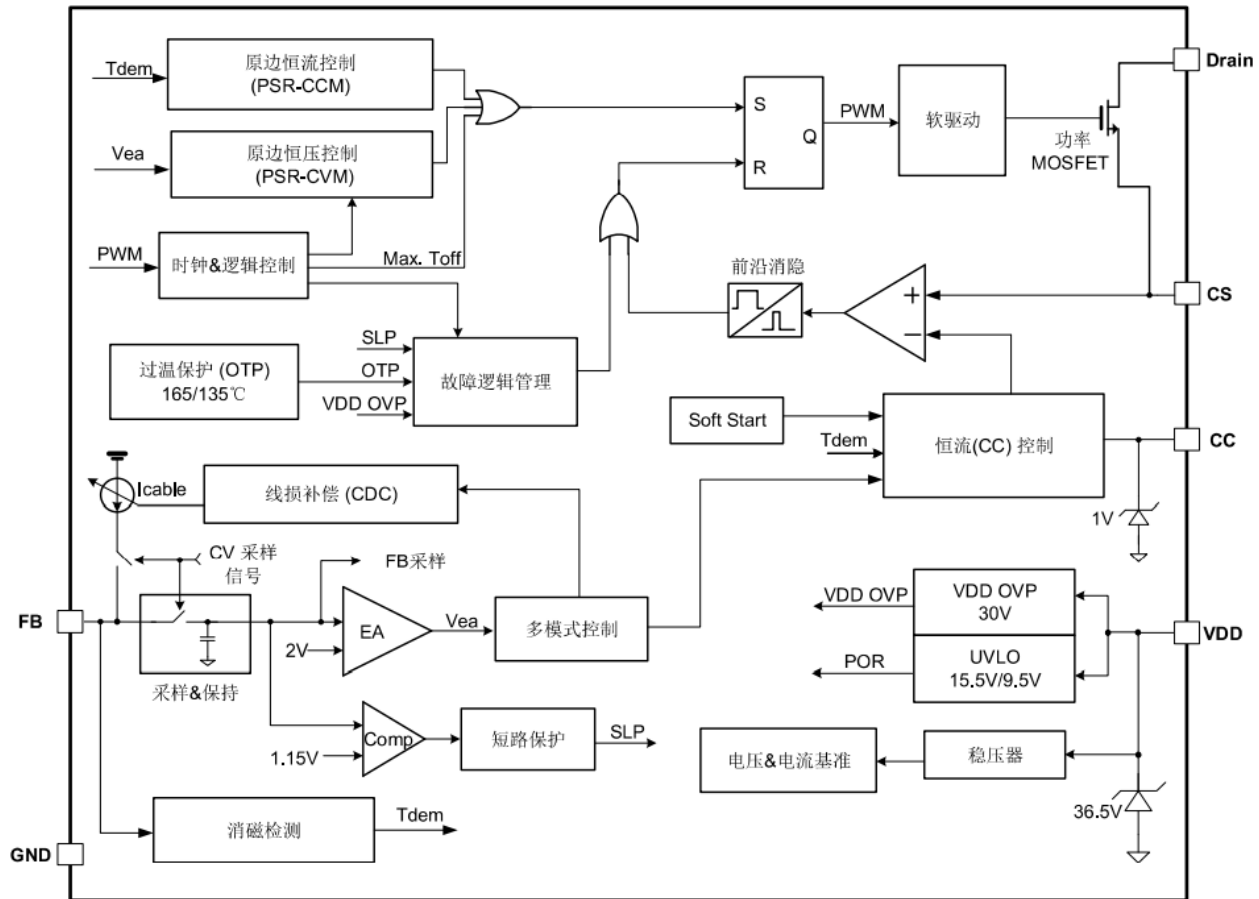 Tdem
原边恒流控制
(PSR-CCM)
Vea
原边恒压控制
(PSR-CVM)
PWM
时钟&逻辑控制
Max. Toff
S
R
Q
PWM
软驱动
功率
MOSFET
Drain
前沿消隐
+
−
CS
过温保护 (OTP)
165/135℃
SLP
OTP
VDD OVP
故障逻辑管理
Soft Start
Tdem
恒流(CC) 控制
CC
1V
Icable
线损补偿 (CDC)
CV 采样
信号
FB采样
FB
EA
2V
Vea
多模式控制
采样&保持
VDD OVP
VDD OVP
30V
POR
UVLO
15.5V/9.5V
VDD
1.15V
Comp
短路保护
SLP
电压&电流基准
稳压器
36.5V
消磁检测
Tdem
GND